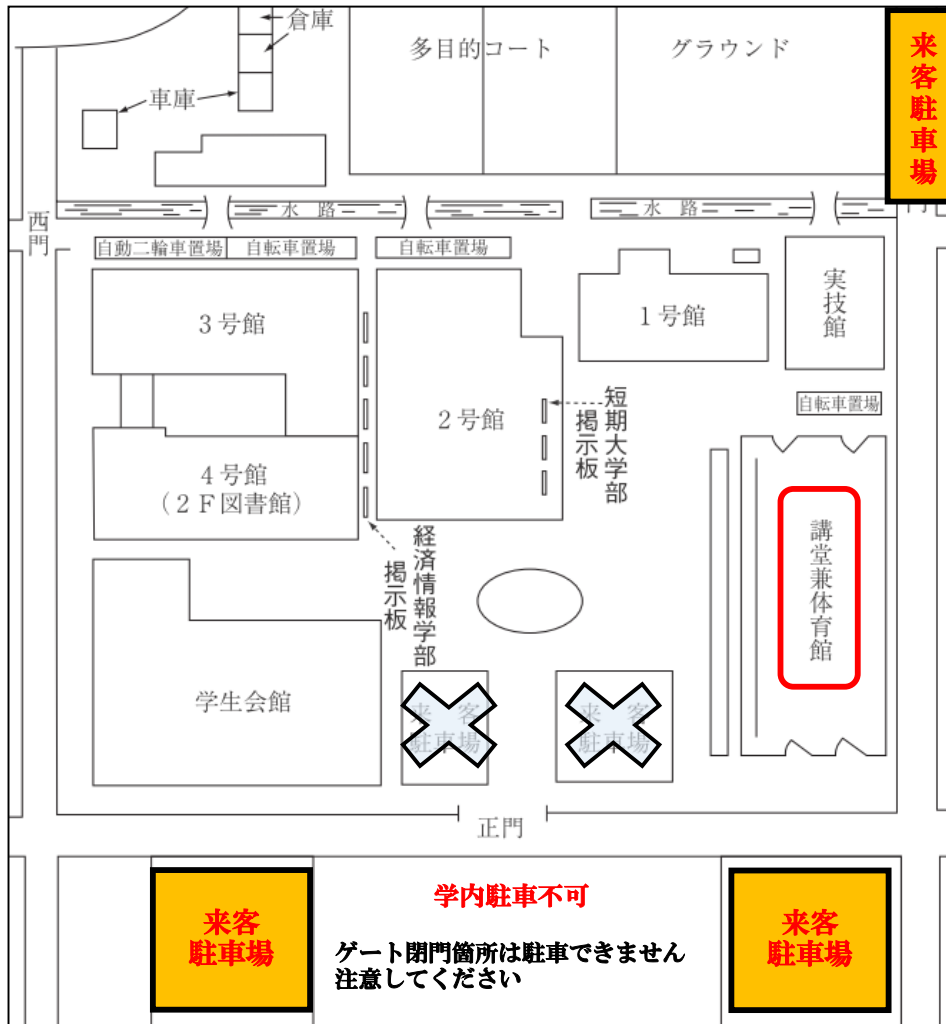 倉庫
多目的コート
グラウンド
来客駐車場
車庫
西門
水 路
水 路
門
自動二輪車置場
自転車置場
自転車置場
3号館
1号館
実技館
2号館
短期大学部
掲示板
自転車置場
4号館
(2F図書館)
経済情報学部
掲示板
講堂兼体育館
学生会館
来 客
駐車場
来 客
駐車場
正門
来客
駐車場
学内駐車不可
ゲート閉門箇所は駐車できません
注意してください
来客
駐車場